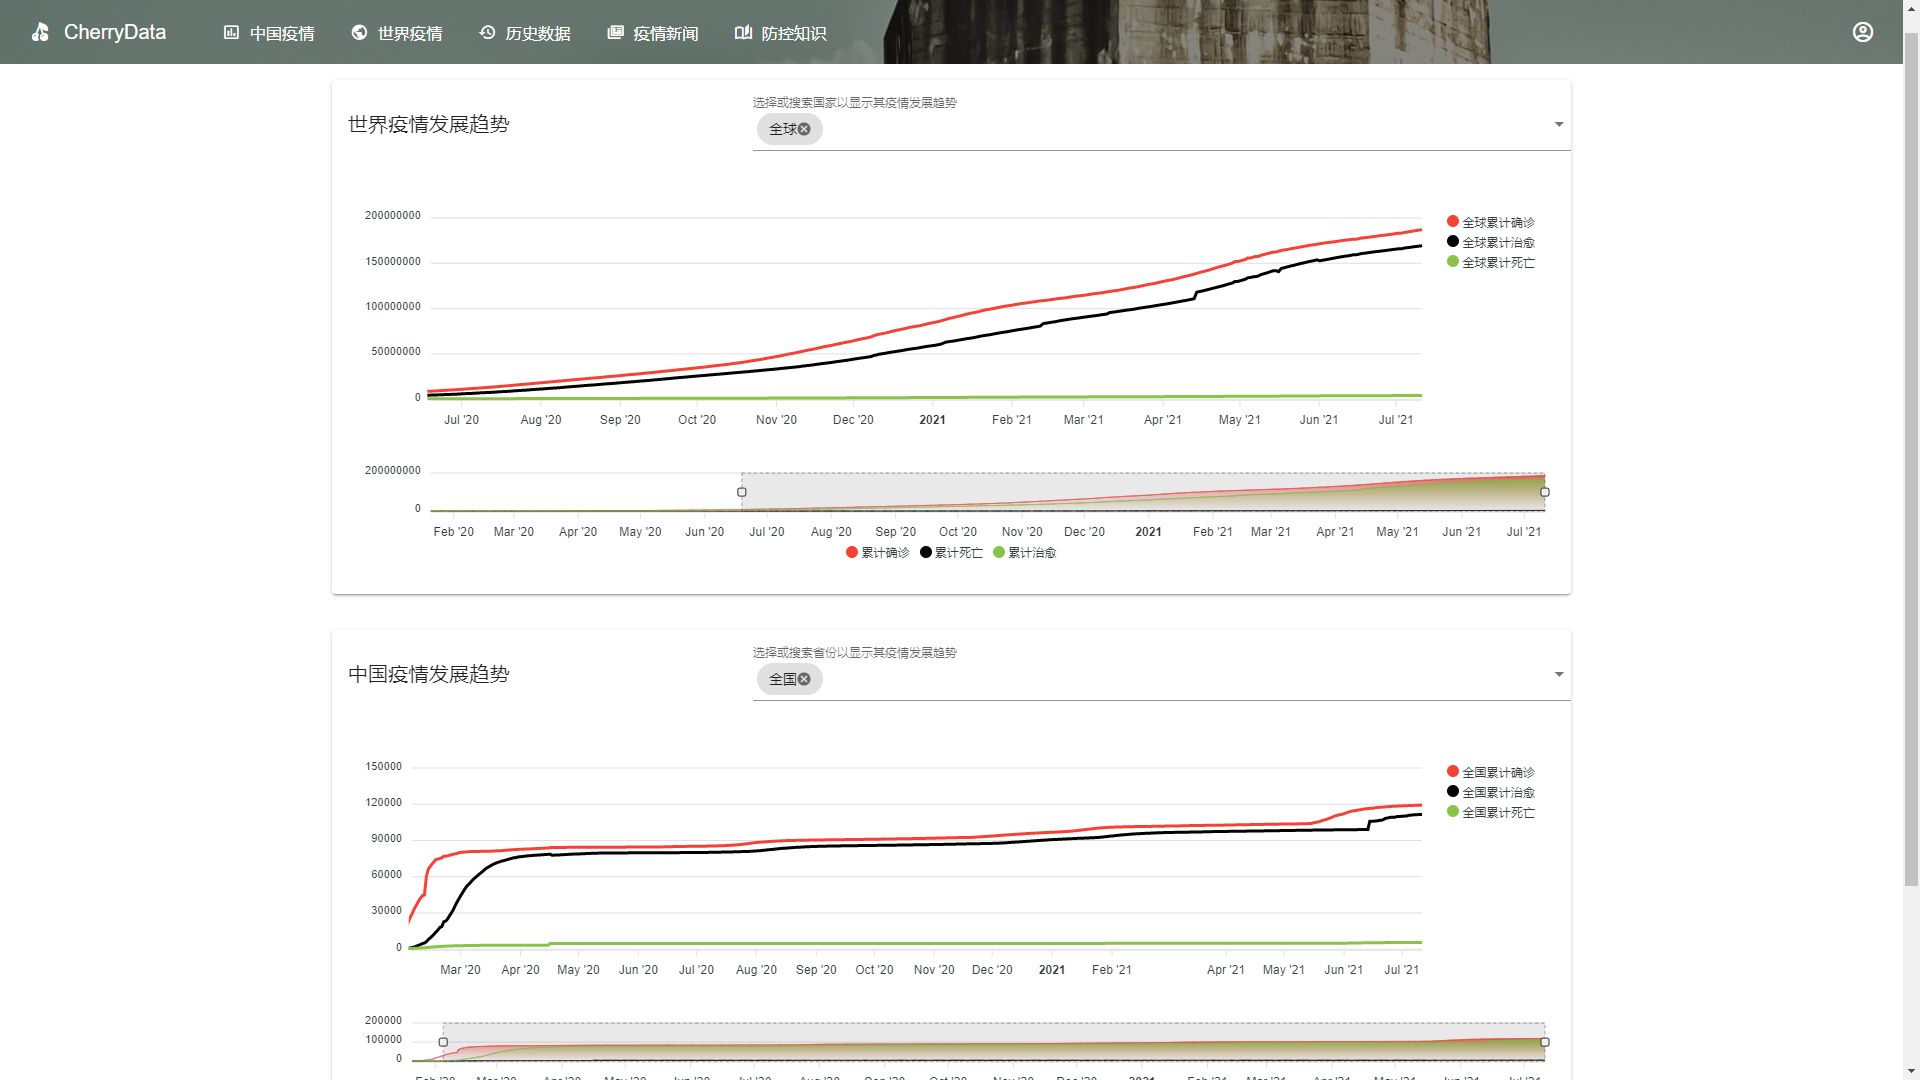 CherryData 中国疫情 世界疫情 历史数据 疫情新闻 防控知识
世界疫情发展趋势
选择或搜索国家以显示其疫情发展趋势
全球
200000000
150000000
100000000
50000000
0
全球累计确诊
全球累计治愈
全球累计死亡
Jul '20 Aug '20 Sep '20 Oct '20 Nov '20 Dec '20 2021 Feb '21 Mar '21 Apr '21 May '21 Jun '21 Jul '21
200000000
0
Feb '20 Mar '20 Apr '20 May '20 Jun '20 Jul '20 Aug '20 Sep '20 Oct '20 Nov '20 Dec '20 2021 Feb '21 Mar '21 Apr '21 May '21 Jun '21 Jul '21
累计确诊 累计死亡 累计治愈
中国疫情发展趋势
选择或搜索省份以显示其疫情发展趋势
全国
150000
120000
90000
60000
30000
0
全国累计确诊
全国累计治愈
全国累计死亡
Mar '20 Apr '20 May '20 Jun '20 Jul '20 Aug '20 Sep '20 Oct '20 Nov '20 Dec '20 2021 Feb '21 Apr '21 May '21 Jun '21 Jul '21
200000
100000
0